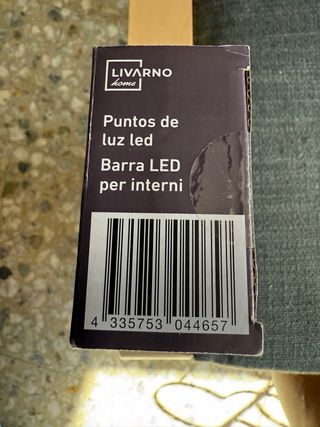 LIVARNO
home
Puntos de
luz led
Barra LED
per interni
4 335753 044657